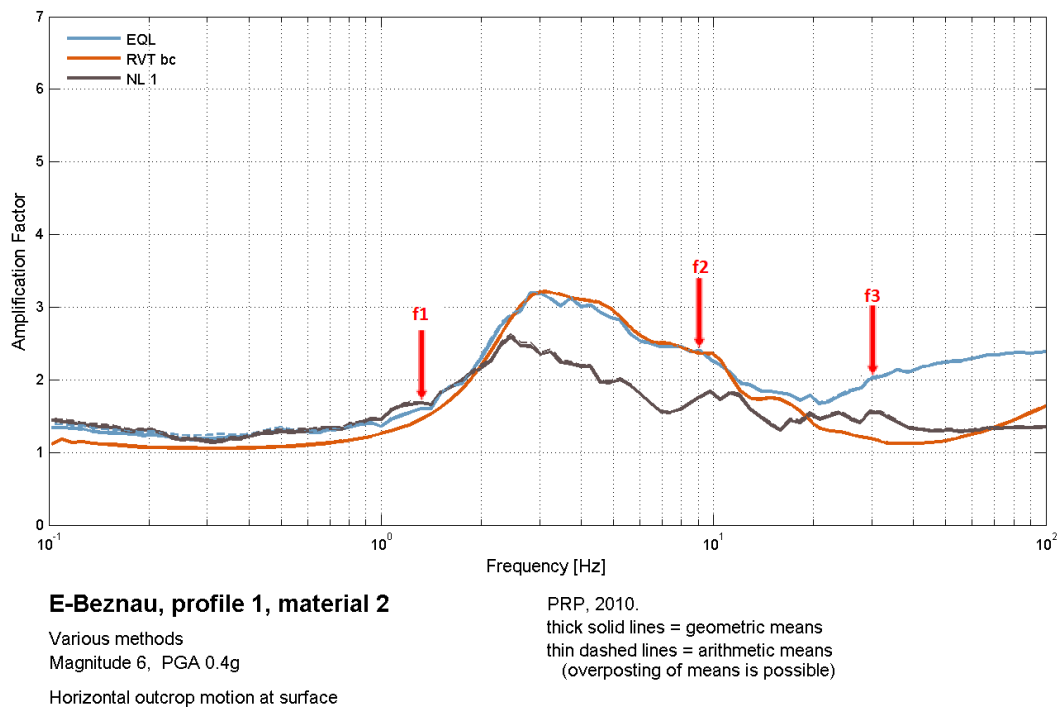 7
6
5
4
3
2
1
0
Amplification Factor
EQL
RVT bc
NL 1
f1
f2
f3
10-1
100
101
102
Frequency [Hz]
E-Beznau, profile 1, material 2
Various methods
Magnitude 6, PGA 0.4g
Horizontal outcrop motion at surface
PRP, 2010.
thick solid lines = geometric means
thin dashed lines = arithmetic means
(overposting of means is possible)